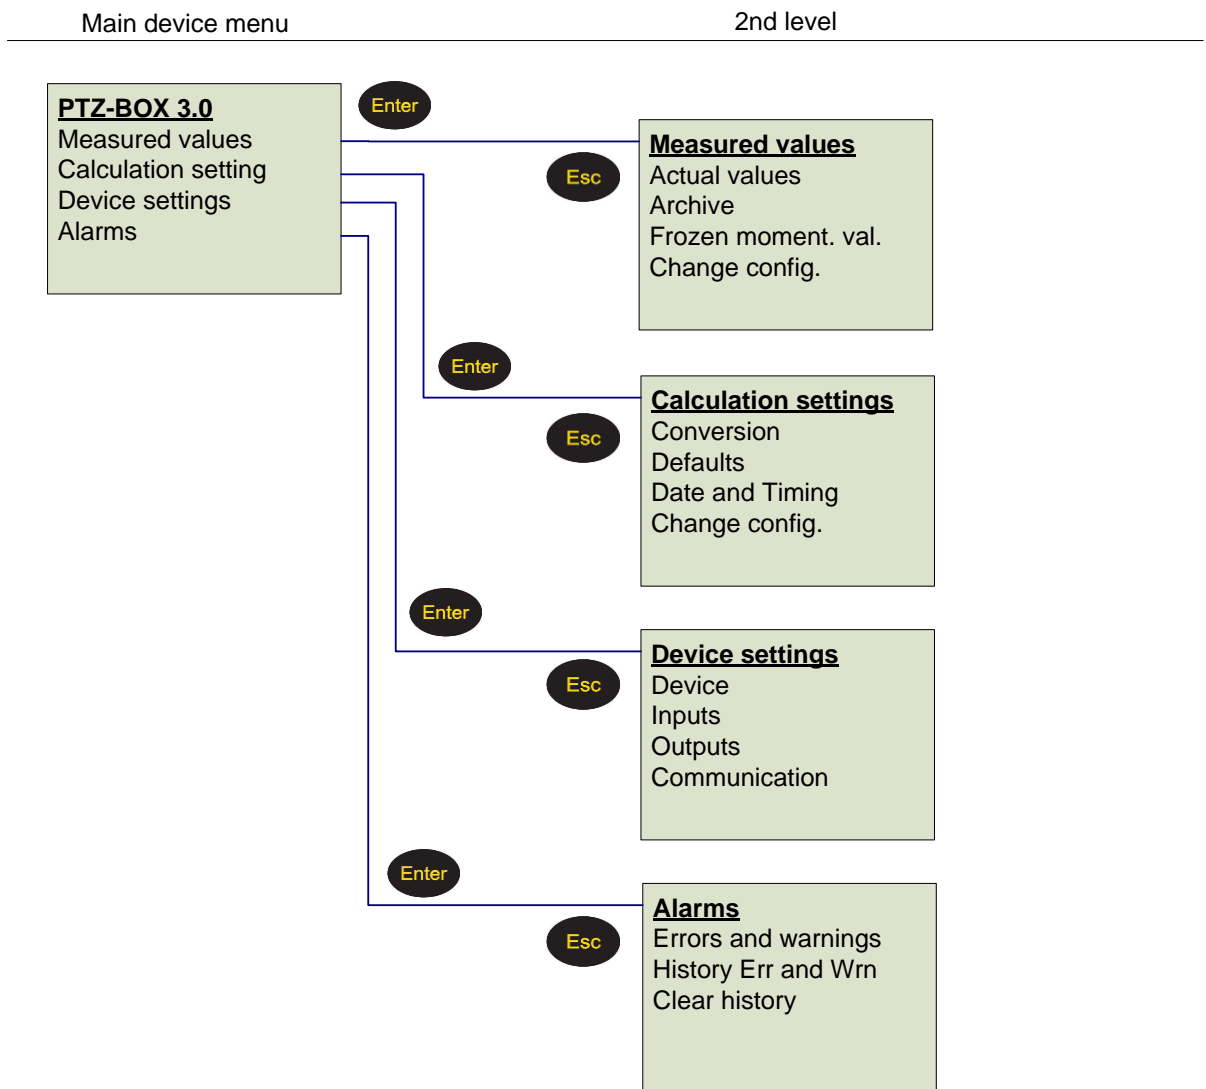 Main device menu
2nd level
PTZ-BOX 3.0
Measured values
Calculation setting
Device settings
Alarms
Enter
Esc
Measured values
Actual values
Archive
Frozen moment. val.
Change config.
Enter
Esc
Calculation settings
Conversion
Defaults
Date and Timing
Change config.
Enter
Esc
Device settings
Device
Inputs
Outputs
Communication
Enter
Esc
Alarms
Errors and warnings
History Err and Wrn
Clear history